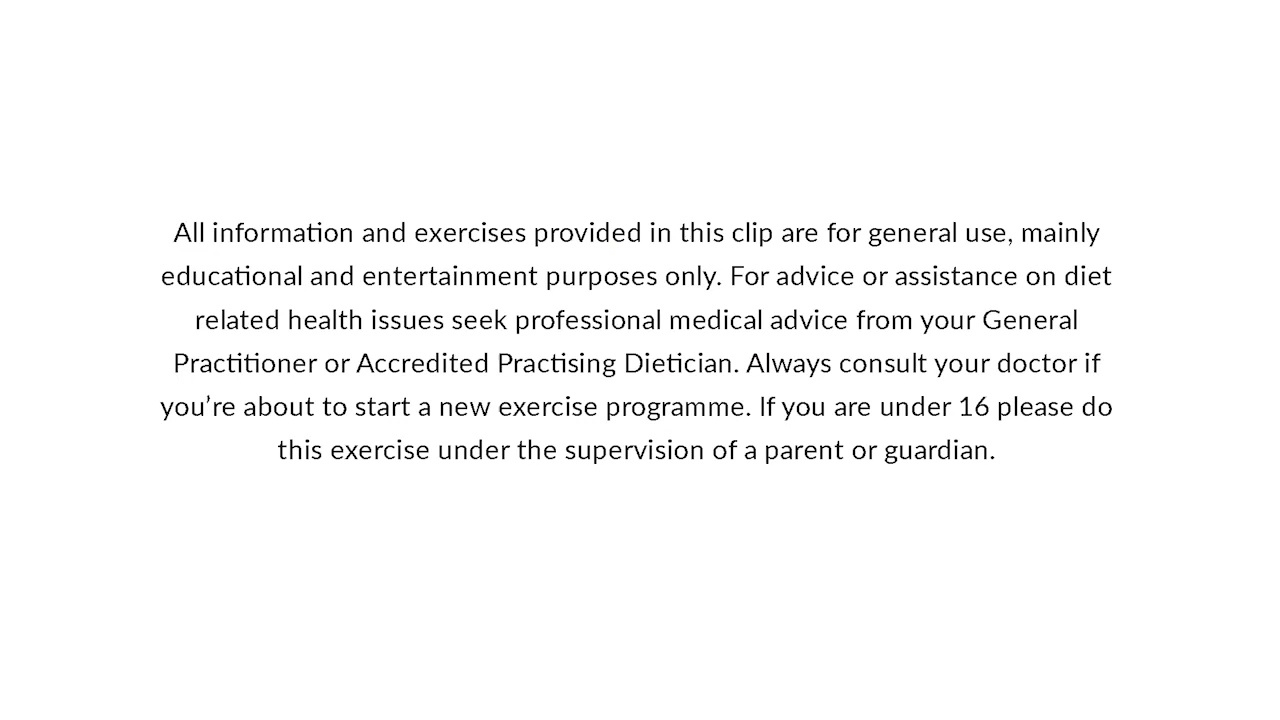 All information and exercises provided in this clip are for general use, mainly
educational and entertainment purposes only. For advice or assistance on diet
related health issues seek professional medical advice from your General
Practitioner or Accredited Practising Dietician. Always consult your doctor if
you’re about to start a new exercise programme. If you are under 16 please do
this exercise under the supervision of a parent or guardian.